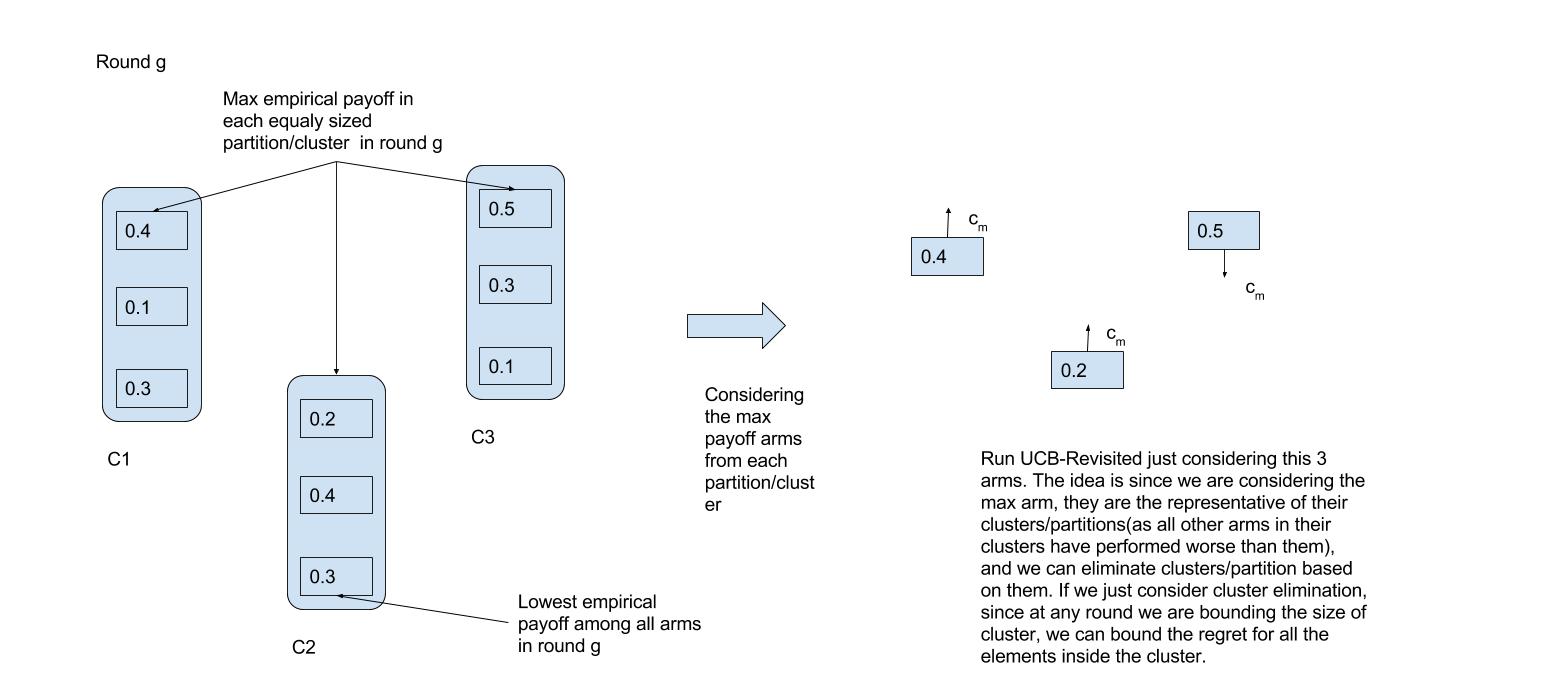 Round g
Max empirical payoff in
each equaly sized
partition/cluster  in round g
0.4
0.1
0.3
C1
0.2
0.4
0.3
C2
0.5
0.3
0.1
C3
Lowest empirical
payoff among all arms
in round g
Considering
the max
payoff arms
from each
partition/clust
er
0.4
cm
0.2
cm
0.5
cm
Run UCB-Revisited just considering this 3
arms. The idea is since we are considering the
max arm, they are the representative of their
clusters/partitions(as all other arms in their
clusters have performed worse than them),
and we can eliminate clusters/partition based
on them. If we just consider cluster elimination,
since at any round we are bounding the size of
cluster, we can bound the regret for all the
elements inside the cluster.